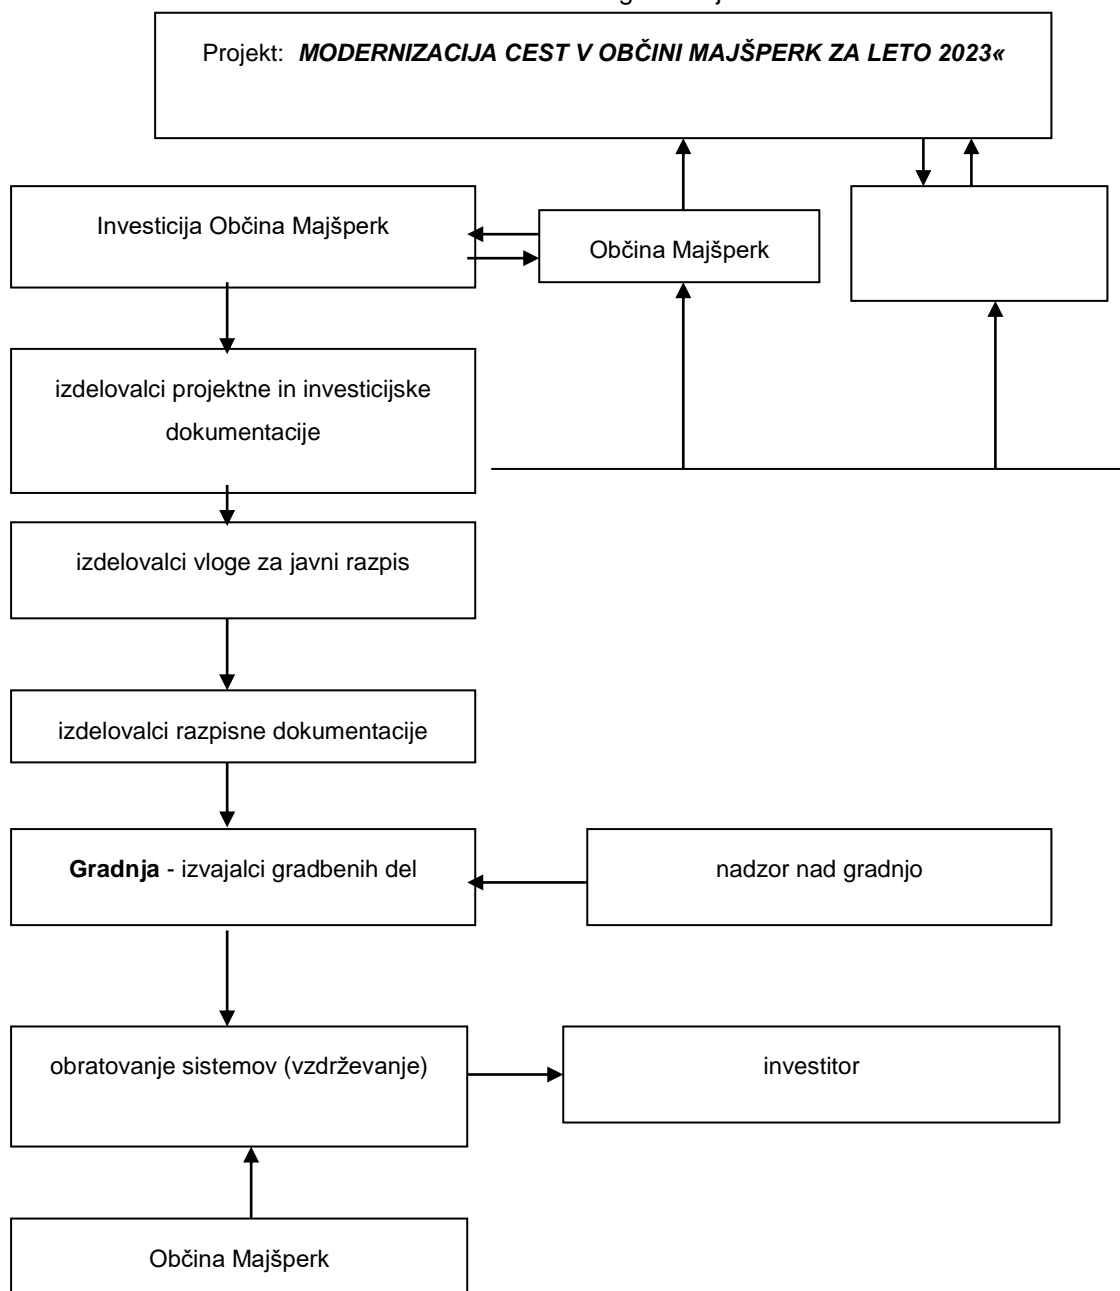 Projekt: MODERNIZACIJA CEST V OBČINI MAJŠPERK ZA LETO 2023«
Investicija Občina Majšperk
Občina Majšperk
izdelovalci projektne in investicijske
dokumentacije
izdelovalci vloge za javni razpis
izdelovalci razpisne dokumentacije
Gradnja - izvajalci gradbenih del
nadzor nad gradnjo
obratovanje sistemov (vzdrževanje)
investitor
Občina Majšperk